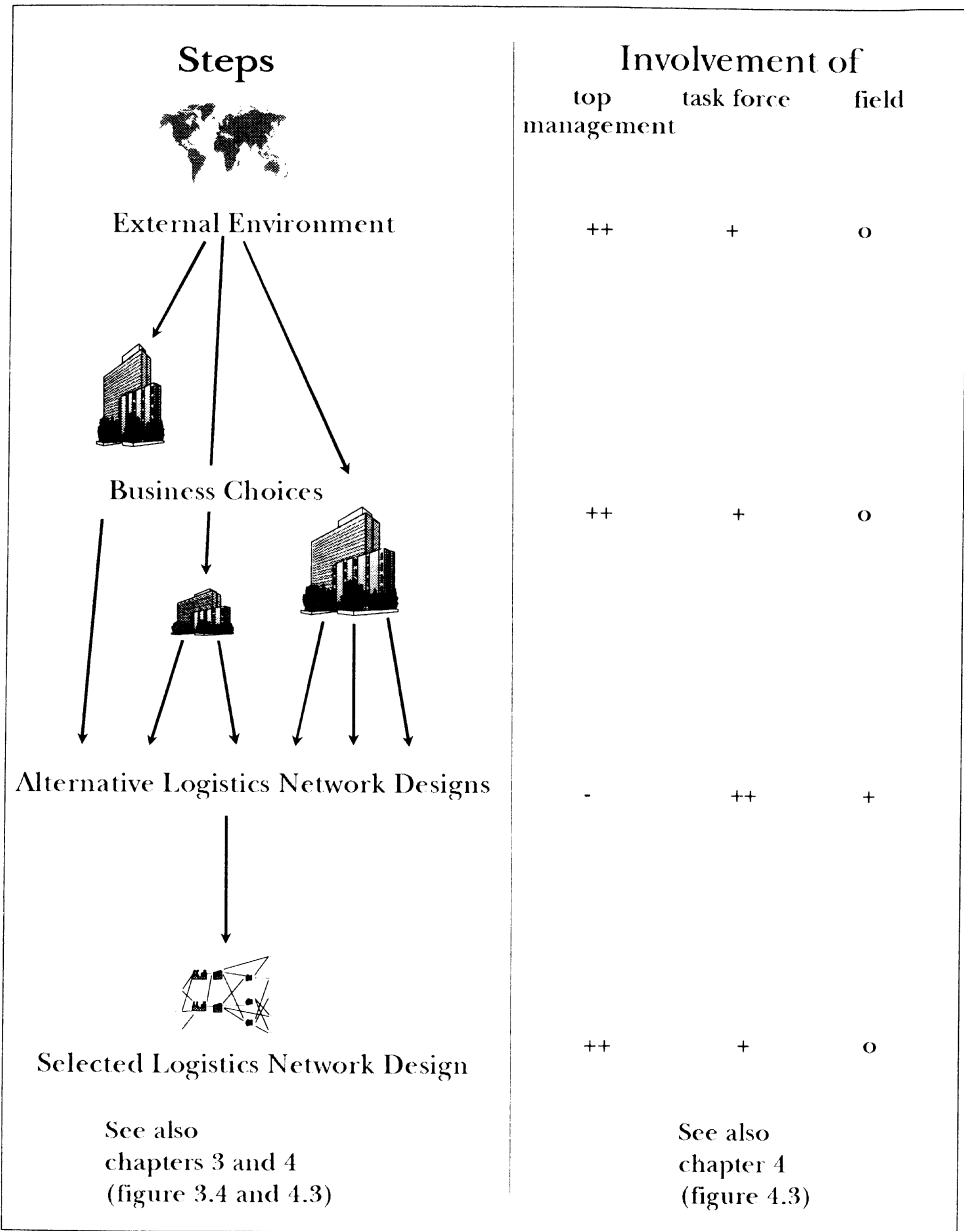 Steps
Involvement of
top management
task force
field
External Environment
++ + o
Business Choices
++ + o
Alternative Logistics Network Designs
- ++ +
Selected Logistics Network Design
++ + o
See also
chapters 3 and 4
(figure 3.4 and 4.3)
See also
chapter 4
(figure 4.3)